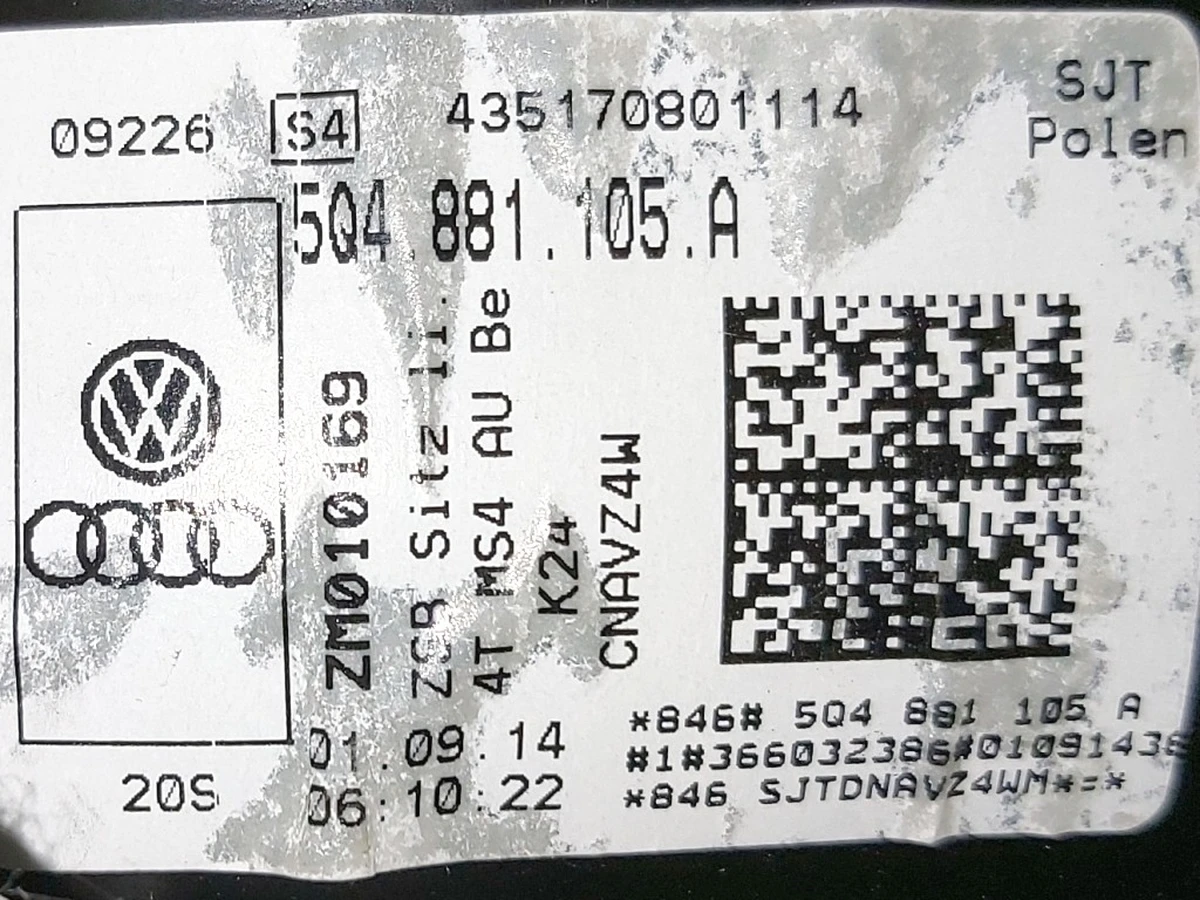 09226 S4 435170801114
SJT
Polen
5Q4.881.105.A
ZM010169
ZSB Sitz li.
4T MS4 AU Be
K24
CNAVZ4W
01.09.14
06:10:22
20S
*846# 5Q4 881 105 A
#1#366032386#01091436
*846 SJTDNAVZ4WM*=*